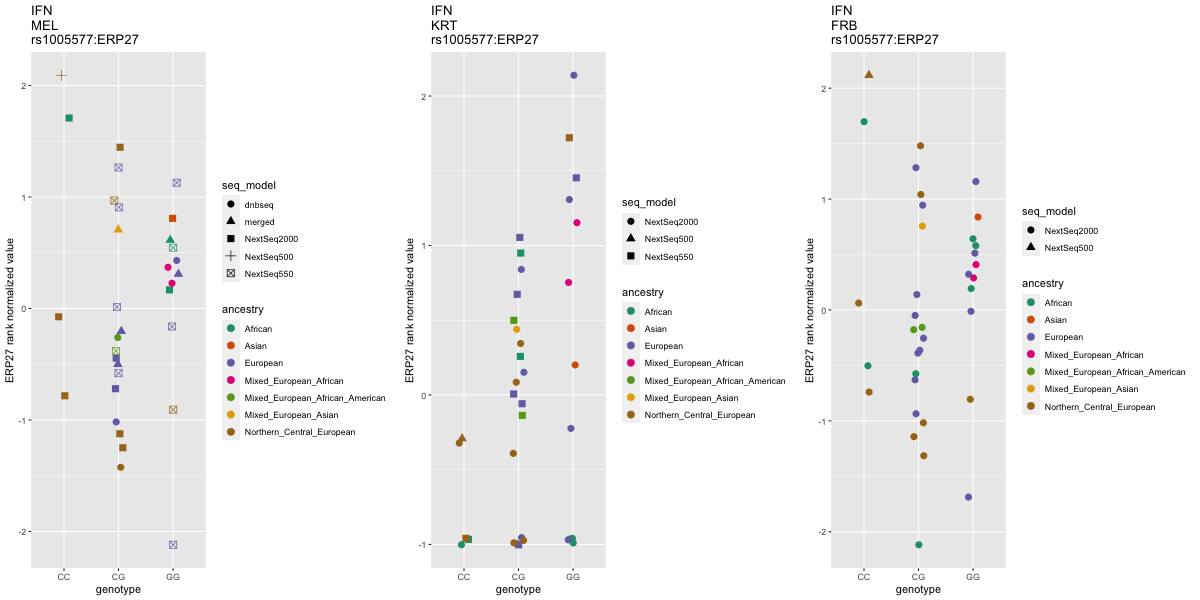 IFN
MEL
rs1005577:ERP27
ERP27 rank normalized value
2
1
0
-1
-2
CC
CG
GG
genotype
seq_model
dnbseq
merged
NextSeq2000
NextSeq500
NextSeq550
ancestry
African
Asian
European
Mixed_European_African
Mixed_European_African_American
Mixed_European_Asian
Northern_Central_European
IFN
KRT
rs1005577:ERP27
ERP27 rank normalized value
2
1
0
-1
CC
CG
GG
genotype
seq_model
NextSeq2000
NextSeq500
NextSeq550
ancestry
African
Asian
European
Mixed_European_African
Mixed_European_African_American
Mixed_European_Asian
Northern_Central_European
IFN
FRB
rs1005577:ERP27
ERP27 rank normalized value
2
1
0
-1
-2
CC
CG
GG
genotype
seq_model
NextSeq2000
NextSeq500
ancestry
African
Asian
European
Mixed_European_African
Mixed_European_African_American
Mixed_European_Asian
Northern_Central_European